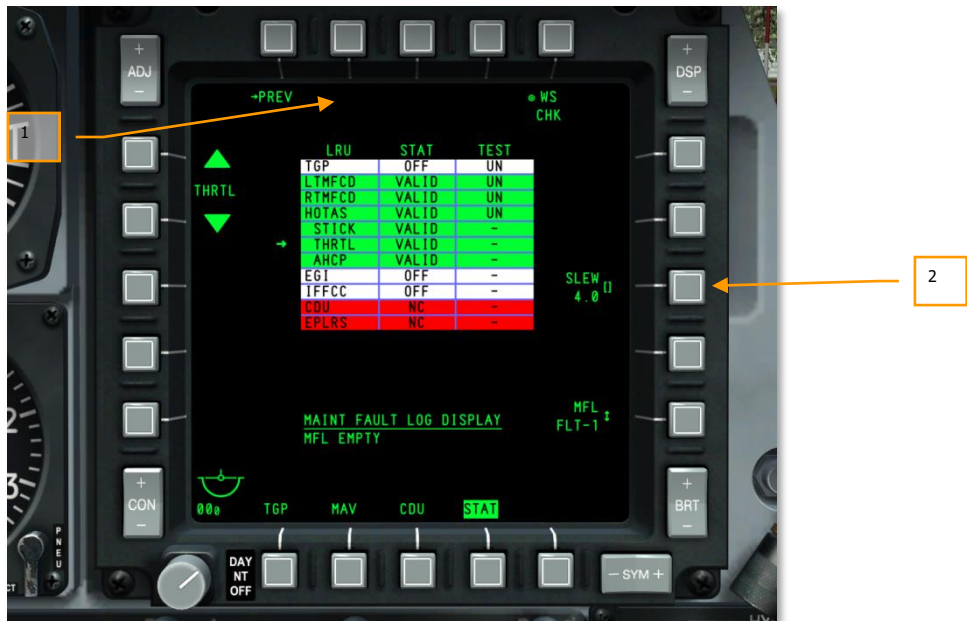 +
ADJ
-
+
DSP
-
→PREV
WS
CHK
1
LRU STAT TEST
TGP OFF UN
LTMFCD VALID UN
RTMFCD VALID UN
HOTAS VALID UN
STICK VALID -
→ THRTL VALID -
AHCP VALID -
EGI OFF -
IFFCC OFF -
CDU NC -
EPLRS NC -
THRTL
SLEW []
4.0
2
MAINT FAULT LOG DISPLAY
MFL EMPTY
MFL ↕
FLT-1
+
CON
-
+
BRT
-
000
TGP MAV CDU STAT
DAY
NT
OFF
- SYM +
PNEU
CT